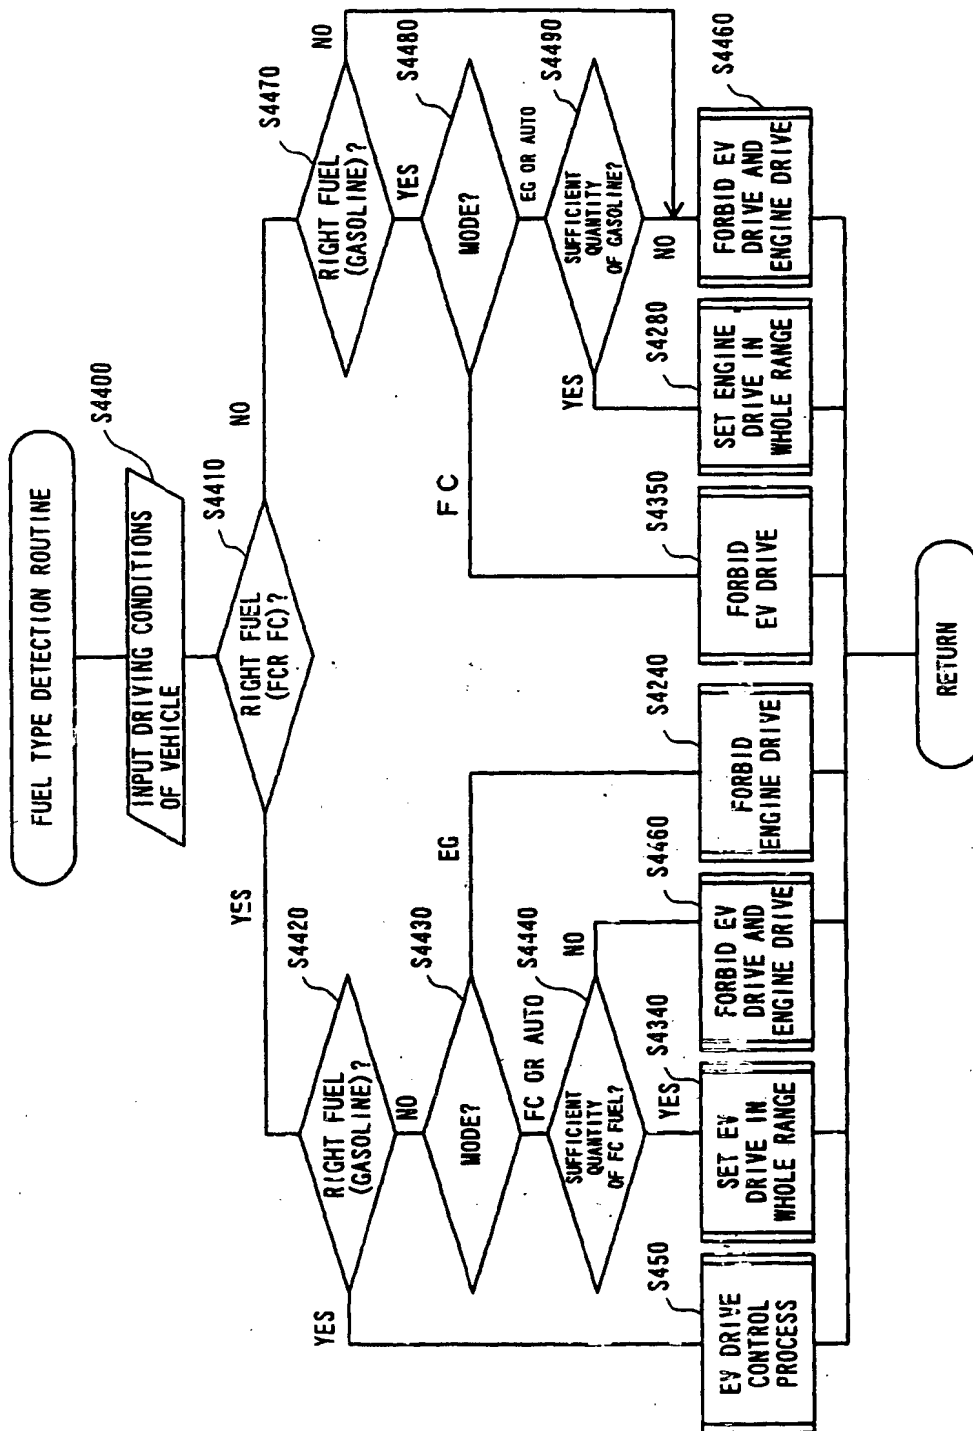 FUEL TYPE DETECTION ROUTINE
S4400
INPUT DRIVING CONDITIONS
OF VEHICLE
S4410
RIGHT FUEL
(FCR FC)?
YES
NO
S4420
RIGHT FUEL
(GASOLINE)?
YES
NO
S4430
MODE?
EG
FC OR AUTO
S4440
SUFFICIENT
QUANTITY
OF FC FUEL?
YES
NO
S4470
RIGHT FUEL
(GASOLINE)?
NO
YES
S4480
MODE?
FC
EG OR AUTO
S4490
SUFFICIENT
QUANTITY
OF GASOLINE?
YES
NO
S450
EV DRIVE
CONTROL
PROCESS
S4340
SET EV
DRIVE IN
WHOLE RANGE
S4460
FORBID EV
DRIVE AND
ENGINE DRIVE
S4240
FORBID
ENGINE DRIVE
S4350
FORBID
EV DRIVE
S4280
SET ENGINE
DRIVE IN
WHOLE RANGE
S4460
FORBID EV
DRIVE AND
ENGINE DRIVE
RETURN